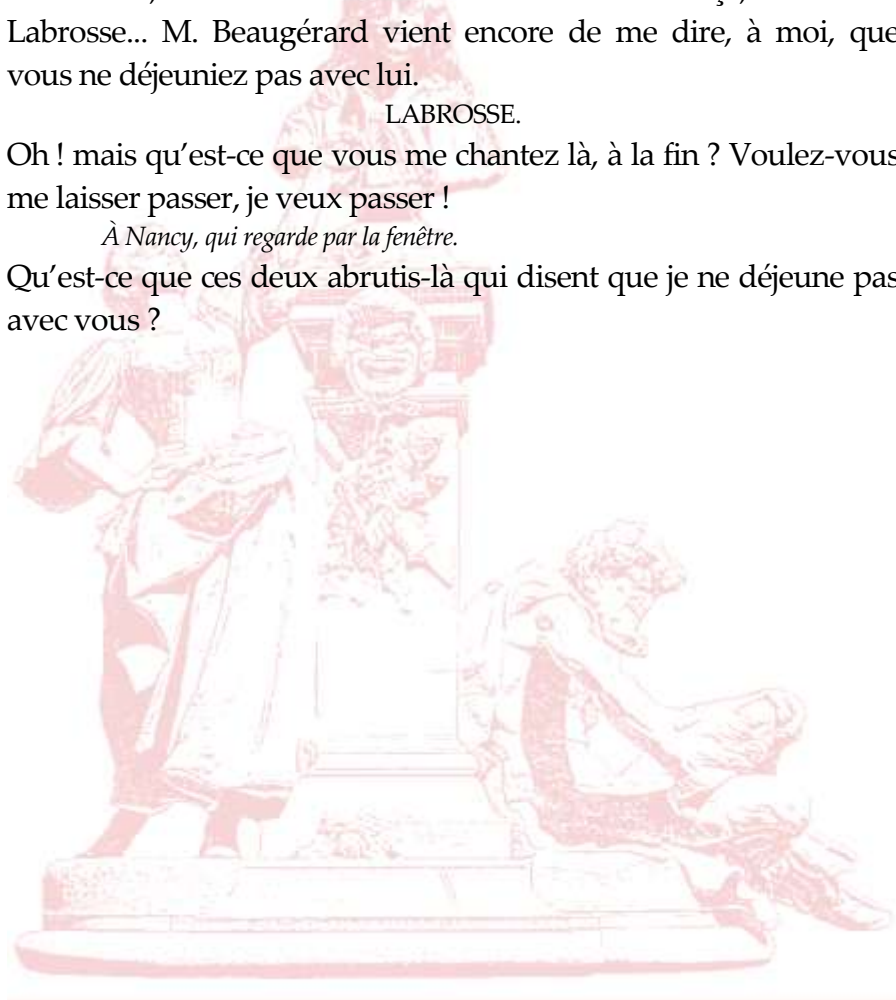 Labrosse... M. Beaugérard vient encore de me dire, à moi, que
vous ne déjeuniez pas avec lui.
LABROSSE.
Oh ! mais qu’est-ce que vous me chantez là, à la fin ? Voulez-vous
me laisser passer, je veux passer !
À Nancy, qui regarde par la fenêtre.
Qu’est-ce que ces deux abrutis-là qui disent que je ne déjeune pas
avec vous ?